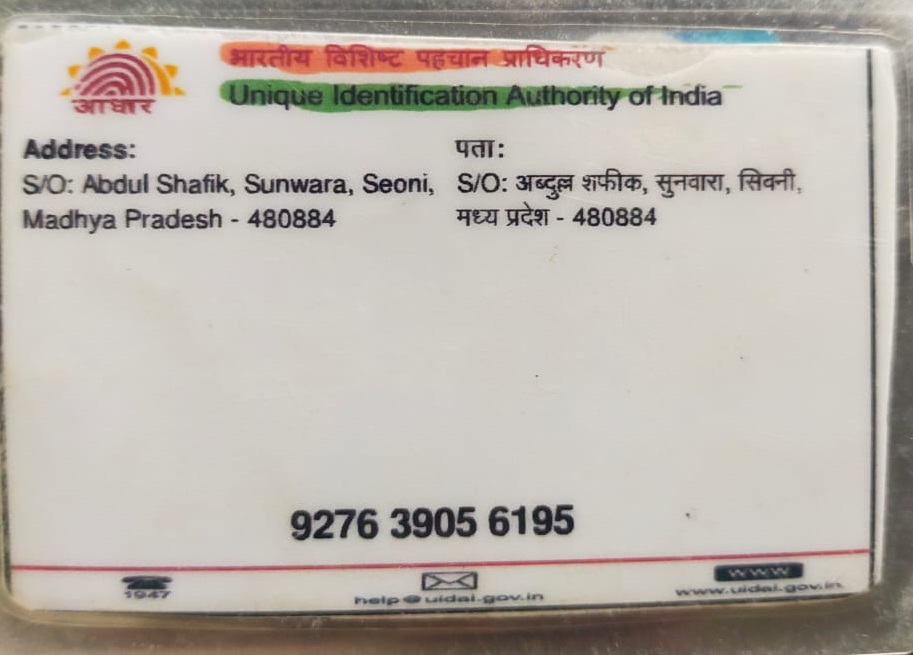 भारतीय विशिष्ट पहचान प्राधिकरण
Unique Identification Authority of India
आधार
Address:
S/O: Abdul Shafik, Sunwara, Seoni,
Madhya Pradesh - 480884
पता:
S/O: अब्दुल्ल शफीक, सुनवारा, सिवनी,
मध्य प्रदेश - 480884
9276 3905 6195
1947
help@uidai.gov.in
www
www.uidai.gov.in